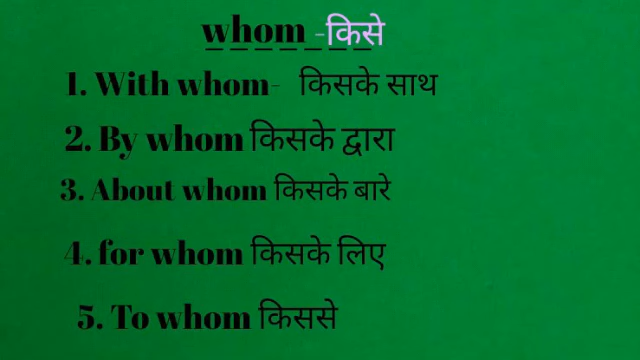 whom -किसे
1. With whom- किसके साथ
2. By whom किसके द्वारा
3. About whom किसके बारे
4. for whom किसके लिए
5. To whom किससे